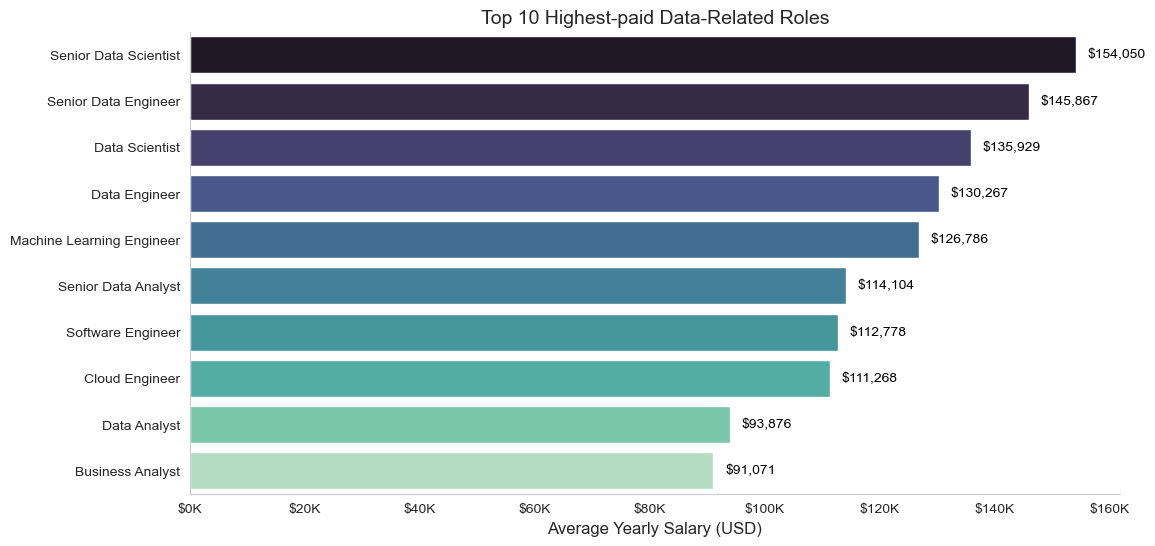 Top 10 Highest-paid Data-Related Roles
Senior Data Scientist $154,050
Senior Data Engineer $145,867
Data Scientist $135,929
Data Engineer $130,267
Machine Learning Engineer $126,786
Senior Data Analyst $114,104
Software Engineer $112,778
Cloud Engineer $111,268
Data Analyst $93,876
Business Analyst $91,071
$0K $20K $40K $60K $80K $100K $120K $140K $160K
Average Yearly Salary (USD)